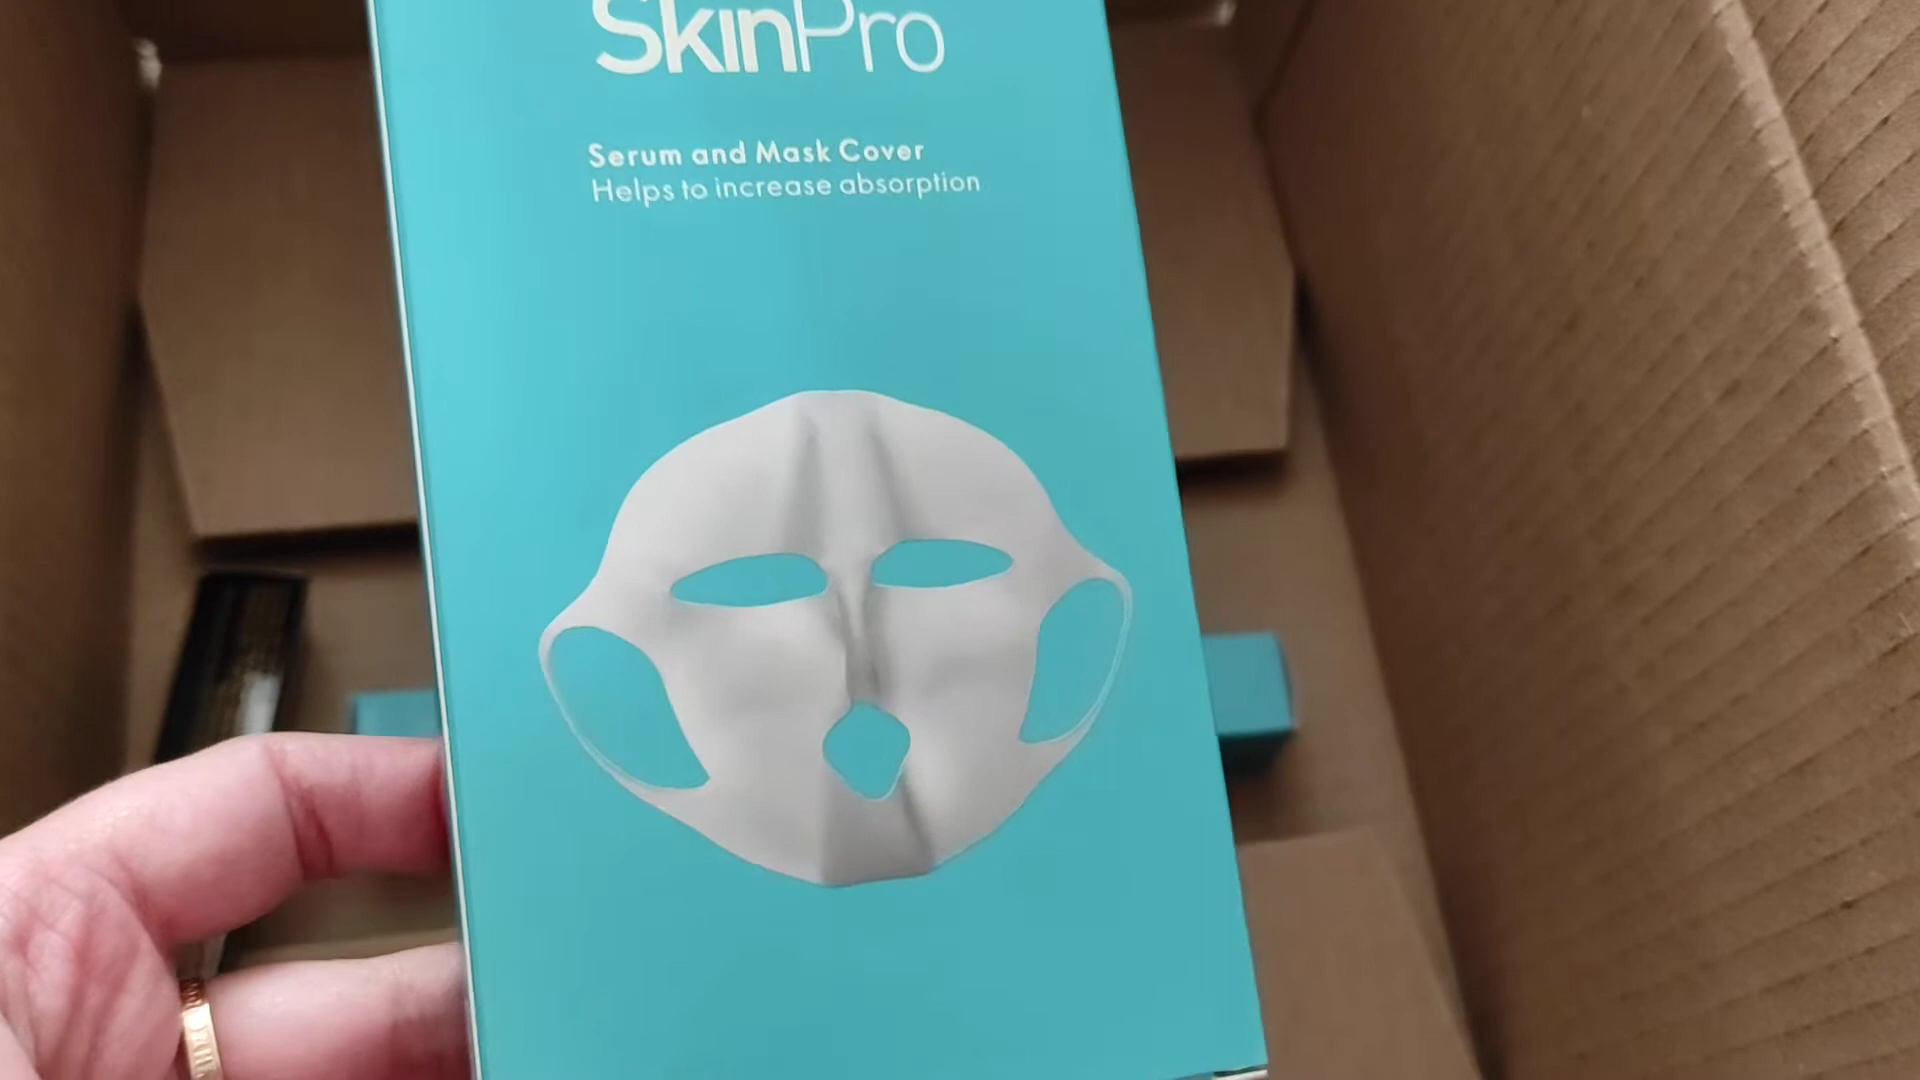 SkinPro
Serum and Mask Cover
Helps to increase absorption